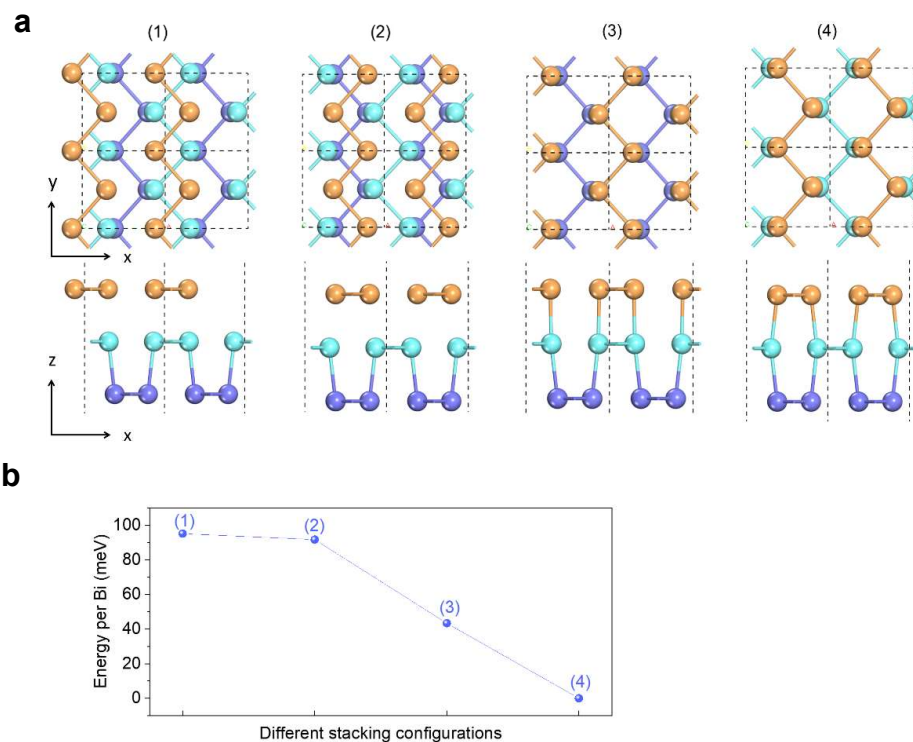 a
(1) (2) (3) (4)
y
x
z
x
b
100
80
60
40
20
0
Energy per Bi (meV)
(1)
(2)
(3)
(4)
Different stacking configurations